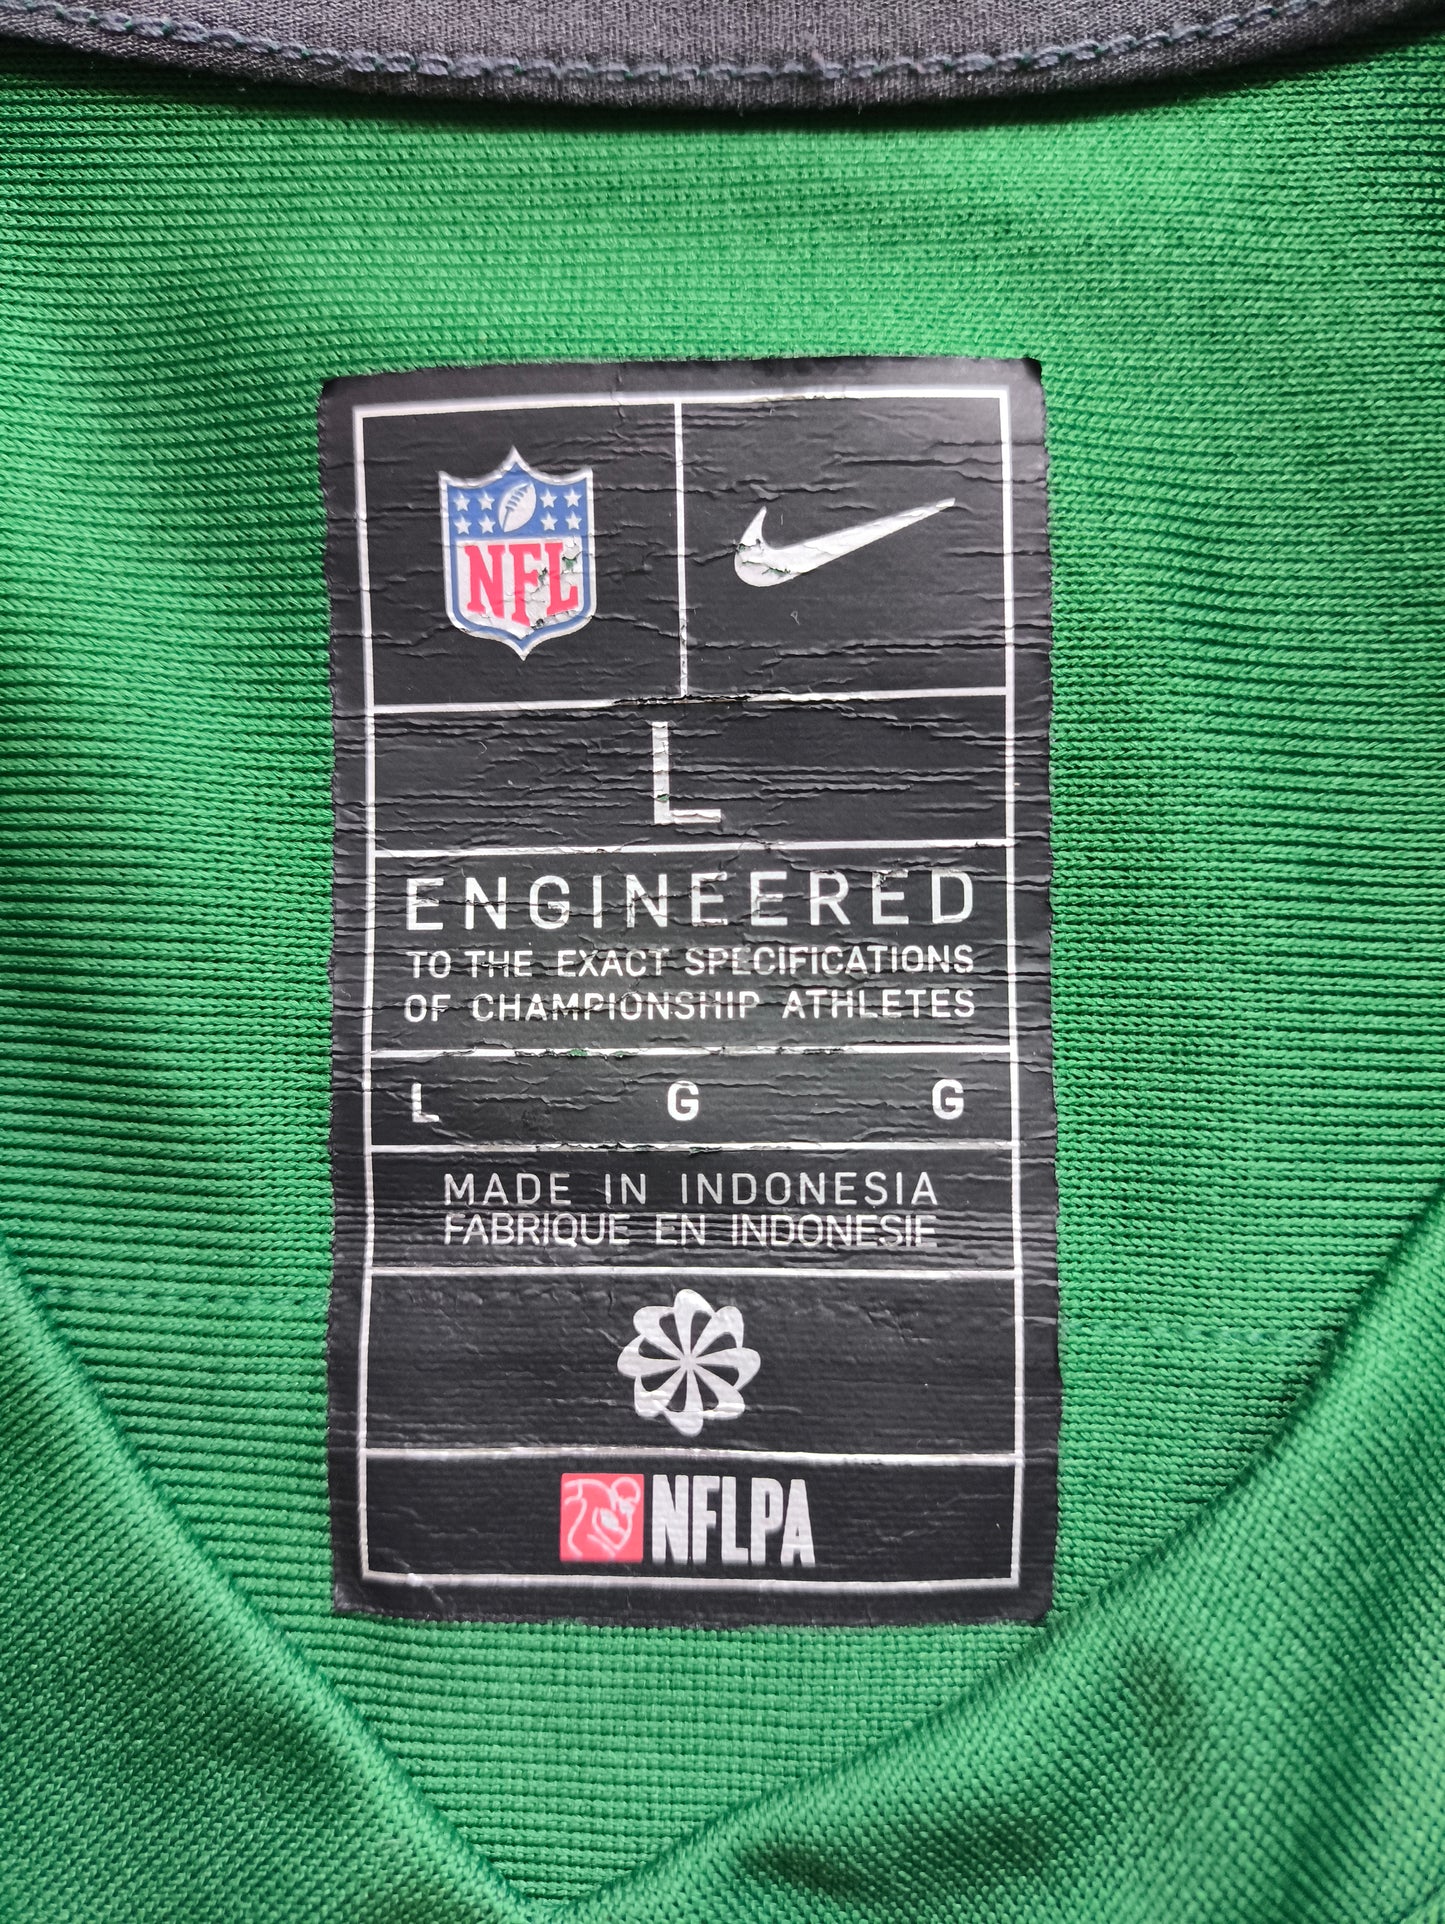 NFL
L
ENGINEERED
TO THE EXACT SPECIFICATIONS
OF CHAMPIONSHIP ATHLETES
L G G
MADE IN INDONESIA
FABRIQUE EN INDONESIE
NFLPA